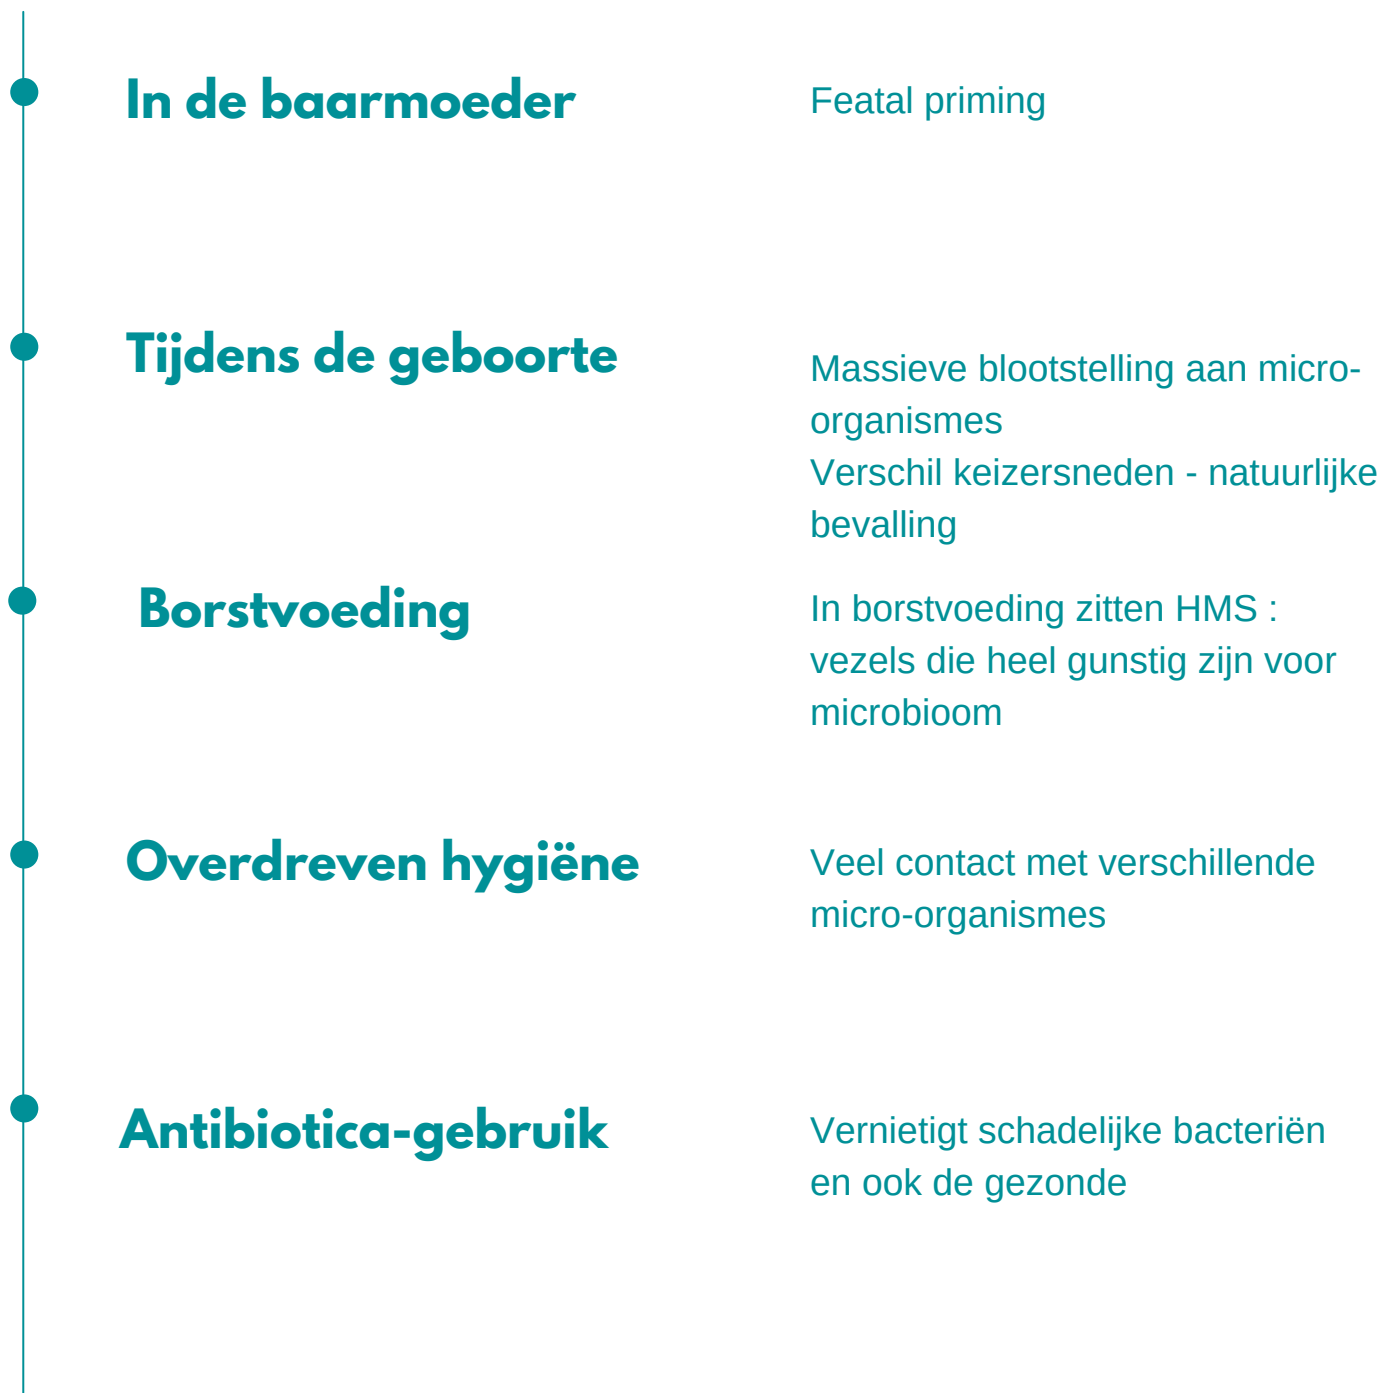 In de baarmoeder
Featal priming
Tijdens de geboorte
Massieve blootstelling aan micro-
organismes
Verschil keizersneden - natuurlijke
bevalling
Borstvoeding
In borstvoeding zitten HMS :
vezels die heel gunstig zijn voor
microbioom
Overdreven hygiëne
Veel contact met verschillende
micro-organismes
Antibiotica-gebruik
Vernietigt schadelijke bacteriën
en ook de gezonde